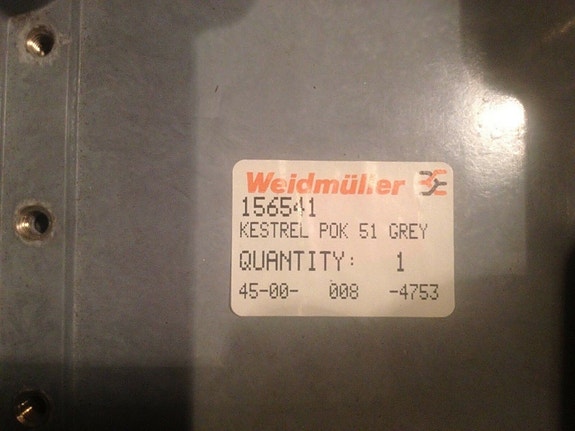 Weidmüller
156541
KESTREL POK 51 GREY
QUANTITY: 1
45-00- 008 -4753